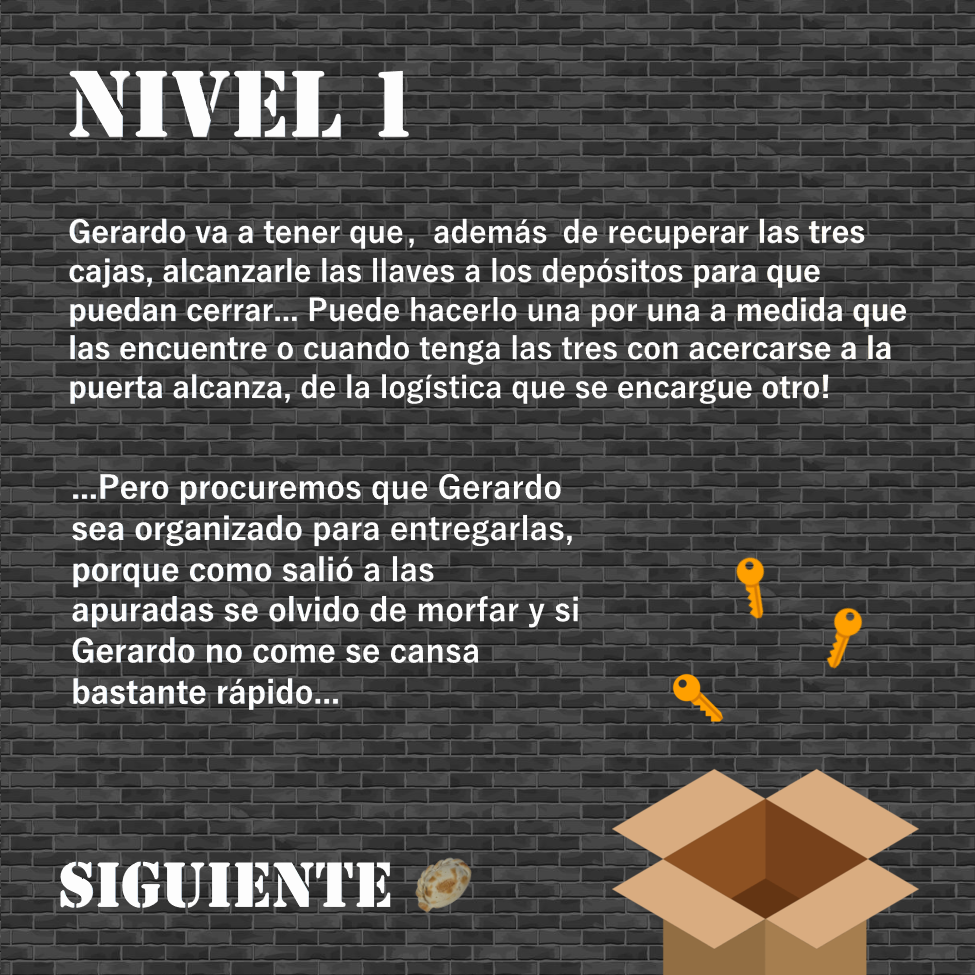 NIVEL 1
Gerardo va a tener que, además de recuperar las tres
cajas, alcanzarle las llaves a los depósitos para que
puedan cerrar... Puede hacerlo una por una a medida que
las encuentre o cuando tenga las tres con acercarse a la
puerta alcanza, de la logística que se encargue otro!
...Pero procuremos que Gerardo
sea organizado para entregarlas,
porque como salió a las
apuradas se olvido de morfar y si
Gerardo no come se cansa
bastante rápido...
SIGUIENTE